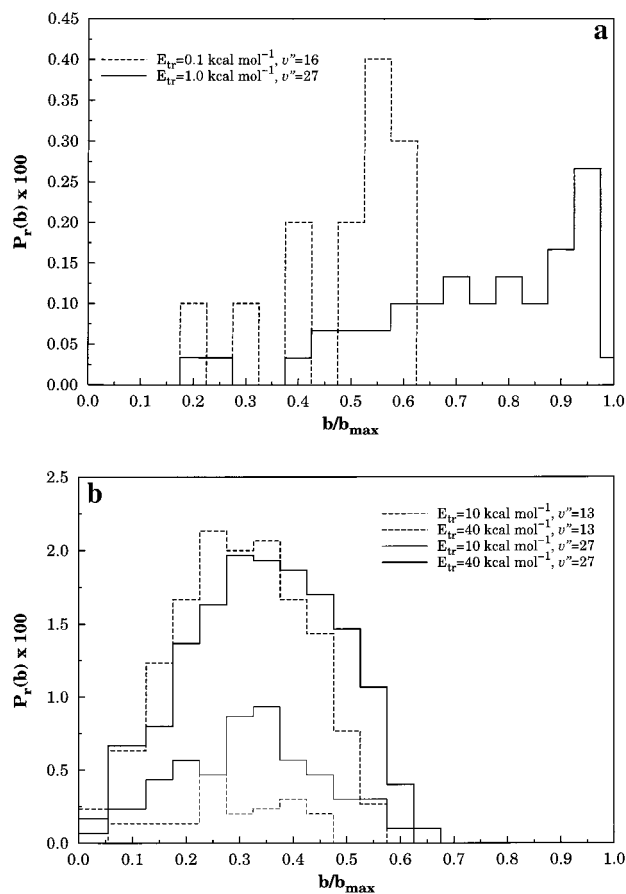 a
E_tr=0.1 kcal mol⁻¹, v''=16
E_tr=1.0 kcal mol⁻¹, v''=27
0.45
0.40
0.35
0.30
0.25
0.20
0.15
0.10
0.05
0.00
P_r(b) x 100
0.0 0.1 0.2 0.3 0.4 0.5 0.6 0.7 0.8 0.9 1.0
b/b_max
b
E_tr=10 kcal mol⁻¹, v''=13
E_tr=40 kcal mol⁻¹, v''=13
E_tr=10 kcal mol⁻¹, v''=27
E_tr=40 kcal mol⁻¹, v''=27
2.5
2.0
1.5
1.0
0.5
0.0
P_r(b) x 100
0.0 0.1 0.2 0.3 0.4 0.5 0.6 0.7 0.8 0.9 1.0
b/b_max